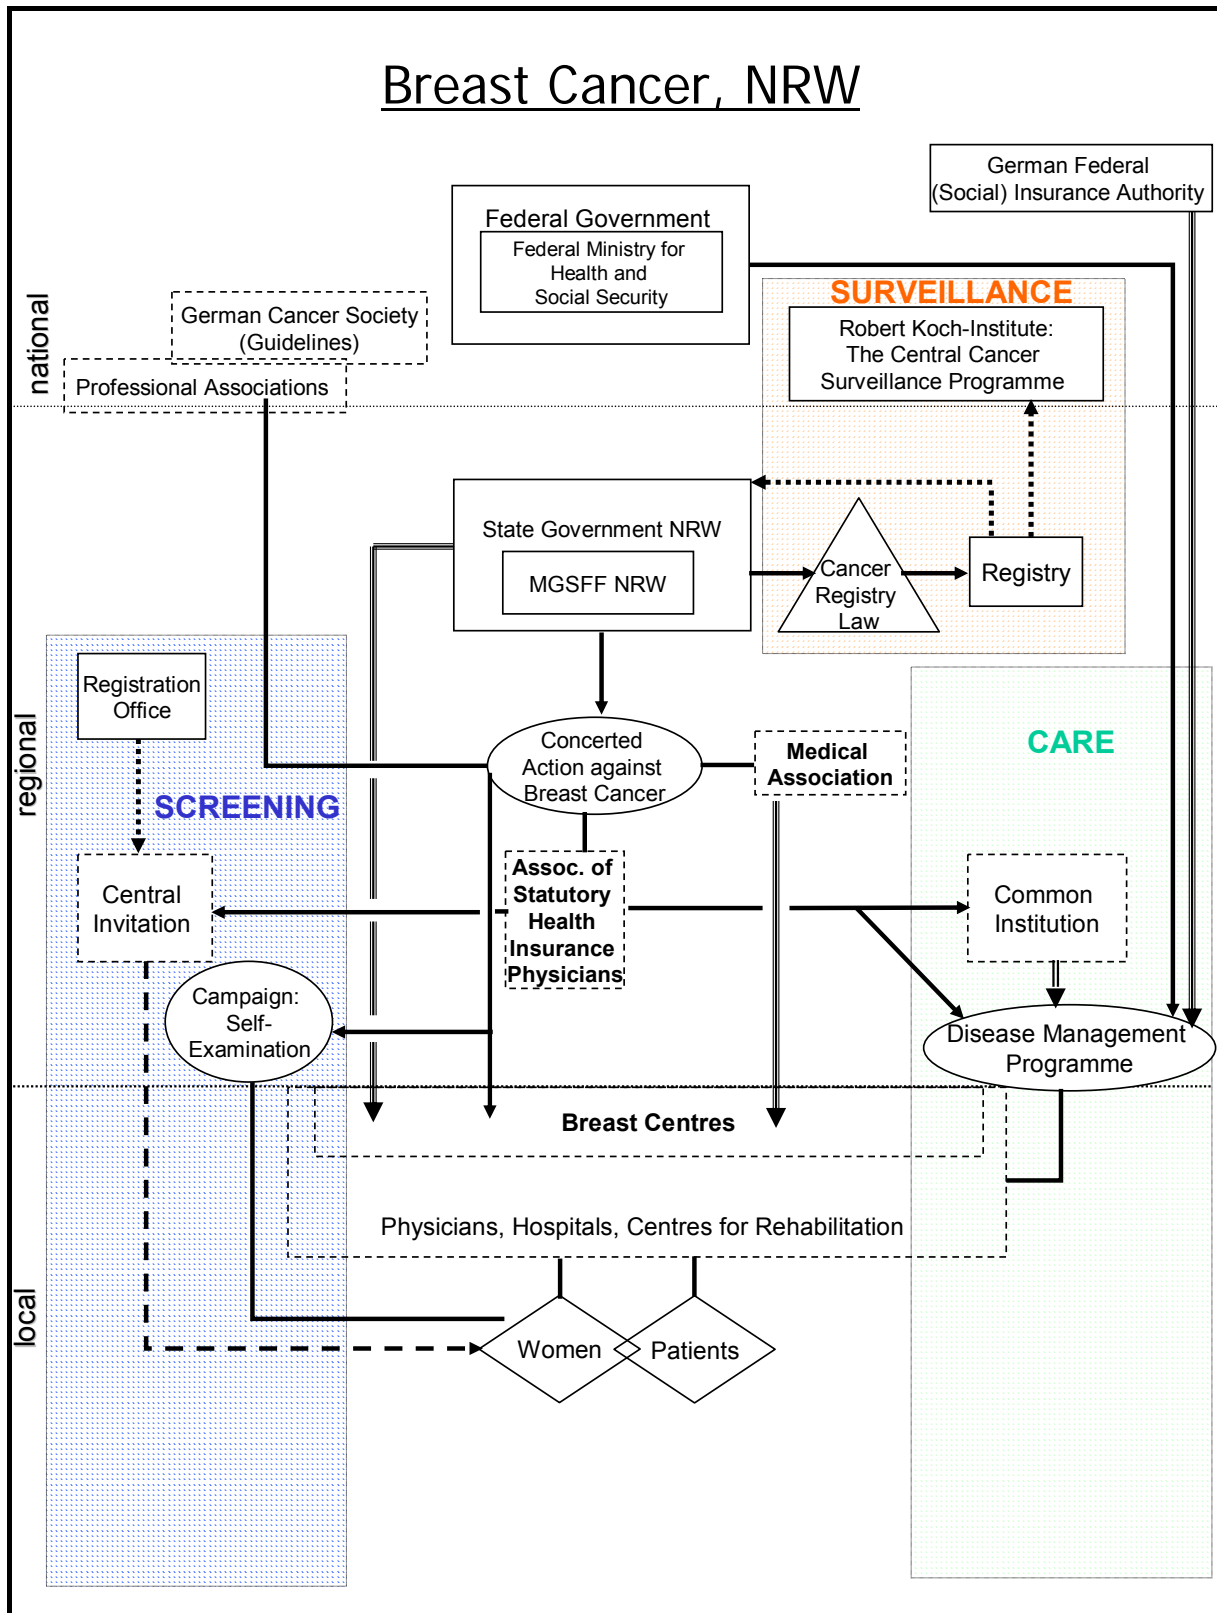 Breast Cancer, NRW
German Federal
(Social) Insurance Authority
Federal Government
Federal Ministry for
Health and
Social Security
SURVEILLANCE
German Cancer Society
(Guidelines)
Professional Associations
Robert Koch-Institute:
The Central Cancer
Surveillance Programme
national
State Government NRW
MGSFF NRW
Cancer
Registry
Law
Registry
Registration
Office
regional
SCREENING
Concerted
Action against
Breast Cancer
Medical
Association
CARE
Central
Invitation
Assoc. of
Statutory
Health
Insurance
Physicians
Common
Institution
Campaign:
Self-
Examination
Disease Management
Programme
Breast Centres
Physicians, Hospitals, Centres for Rehabilitation
local
Women
Patients